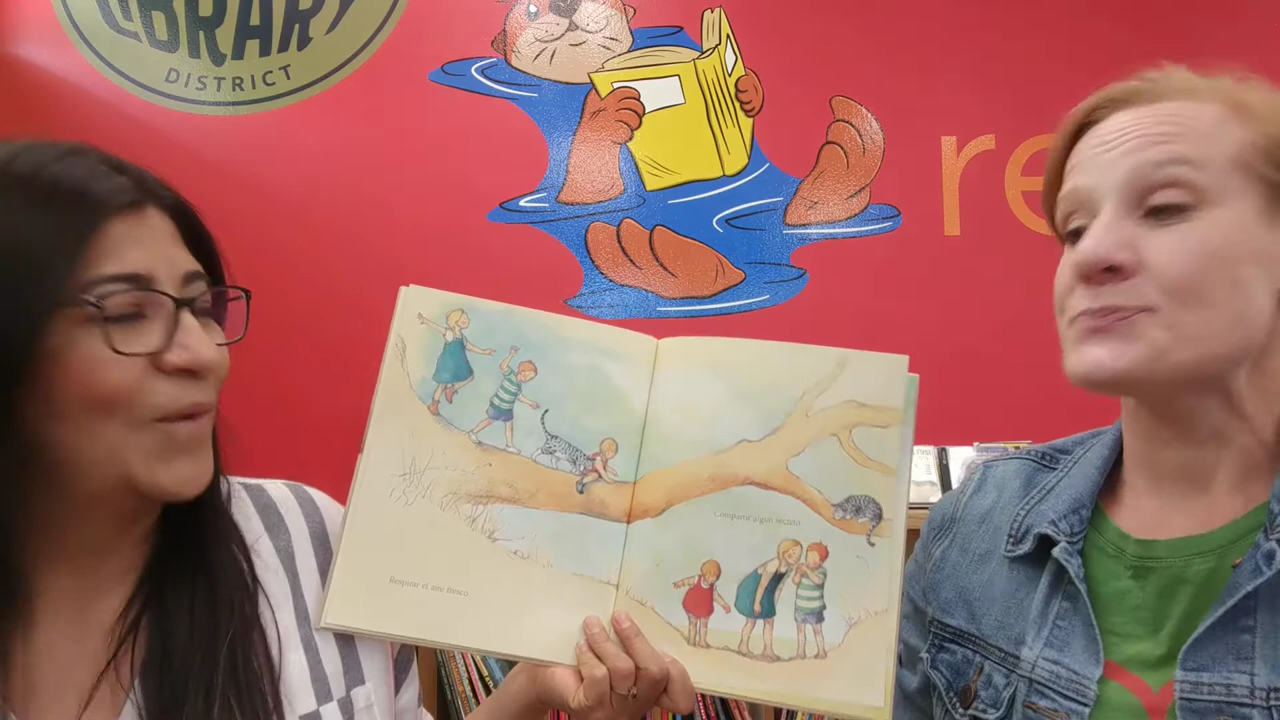 LIBRARY
DISTRICT
re
Respirar el aire fresco.
Compartir algún secreto.